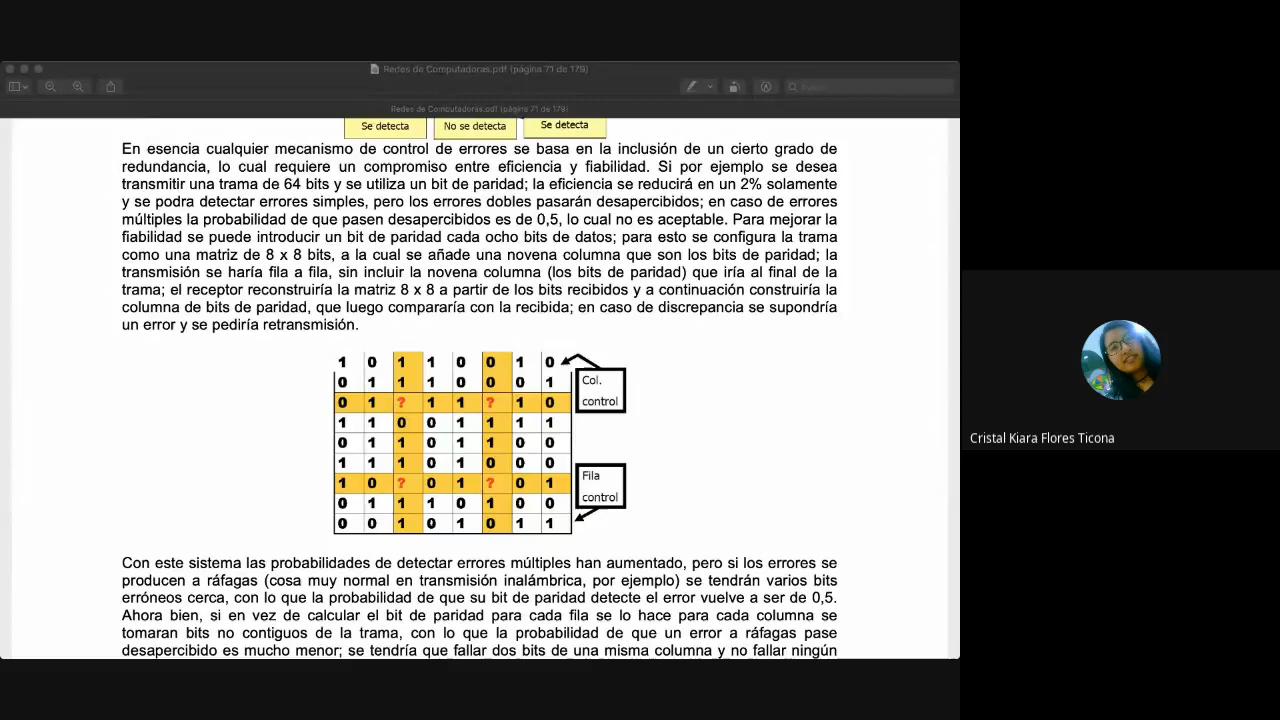 Redes de Computadoras.pdf (página 71 de 179)
Redes de Computadoras.pdf (página 71 de 179)
Se detecta No se detecta Se detecta
En esencia cualquier mecanismo de control de errores se basa en la inclusión de un cierto grado de
redundancia, lo cual requiere un compromiso entre eficiencia y fiabilidad. Si por ejemplo se desea
transmitir una trama de 64 bits y se utiliza un bit de paridad; la eficiencia se reducirá en un 2% solamente
y se podra detectar errores simples, pero los errores dobles pasarán desapercibidos; en caso de errores
múltiples la probabilidad de que pasen desapercibidos es de 0,5, lo cual no es aceptable. Para mejorar la
fiabilidad se puede introducir un bit de paridad cada ocho bits de datos; para esto se configura la trama
como una matriz de 8 x 8 bits, a la cual se añade una novena columna que son los bits de paridad; la
transmisión se haría fila a fila, sin incluir la novena columna (los bits de paridad) que iría al final de la
trama; el receptor reconstruiría la matriz 8 x 8 a partir de los bits recibidos y a continuación construiría la
columna de bits de paridad, que luego compararía con la recibida; en caso de discrepancia se supondría
un error y se pediría retransmisión.
1 0 1 1 0 0 1 0
0 1 1 1 0 0 0 1
0 1 ? 1 1 ? 1 0
1 1 0 0 1 1 1 1
0 1 1 0 1 1 0 0
1 1 1 0 1 0 0 0
1 0 ? 0 1 ? 0 1
0 1 1 1 0 1 0 0
0 0 1 0 1 0 1 1
Col.
control
Fila
control
Con este sistema las probabilidades de detectar errores múltiples han aumentado, pero si los errores se
producen a ráfagas (cosa muy normal en transmisión inalámbrica, por ejemplo) se tendrán varios bits
erróneos cerca, con lo que la probabilidad de que su bit de paridad detecte el error vuelve a ser de 0,5.
Ahora bien, si en vez de calcular el bit de paridad para cada fila se lo hace para cada columna se
tomaran bits no contiguos de la trama, con lo que la probabilidad de que un error a ráfagas pase
desapercibido es mucho menor; se tendría que fallar dos bits de una misma columna y no fallar ningún
Cristal Kiara Flores Ticona